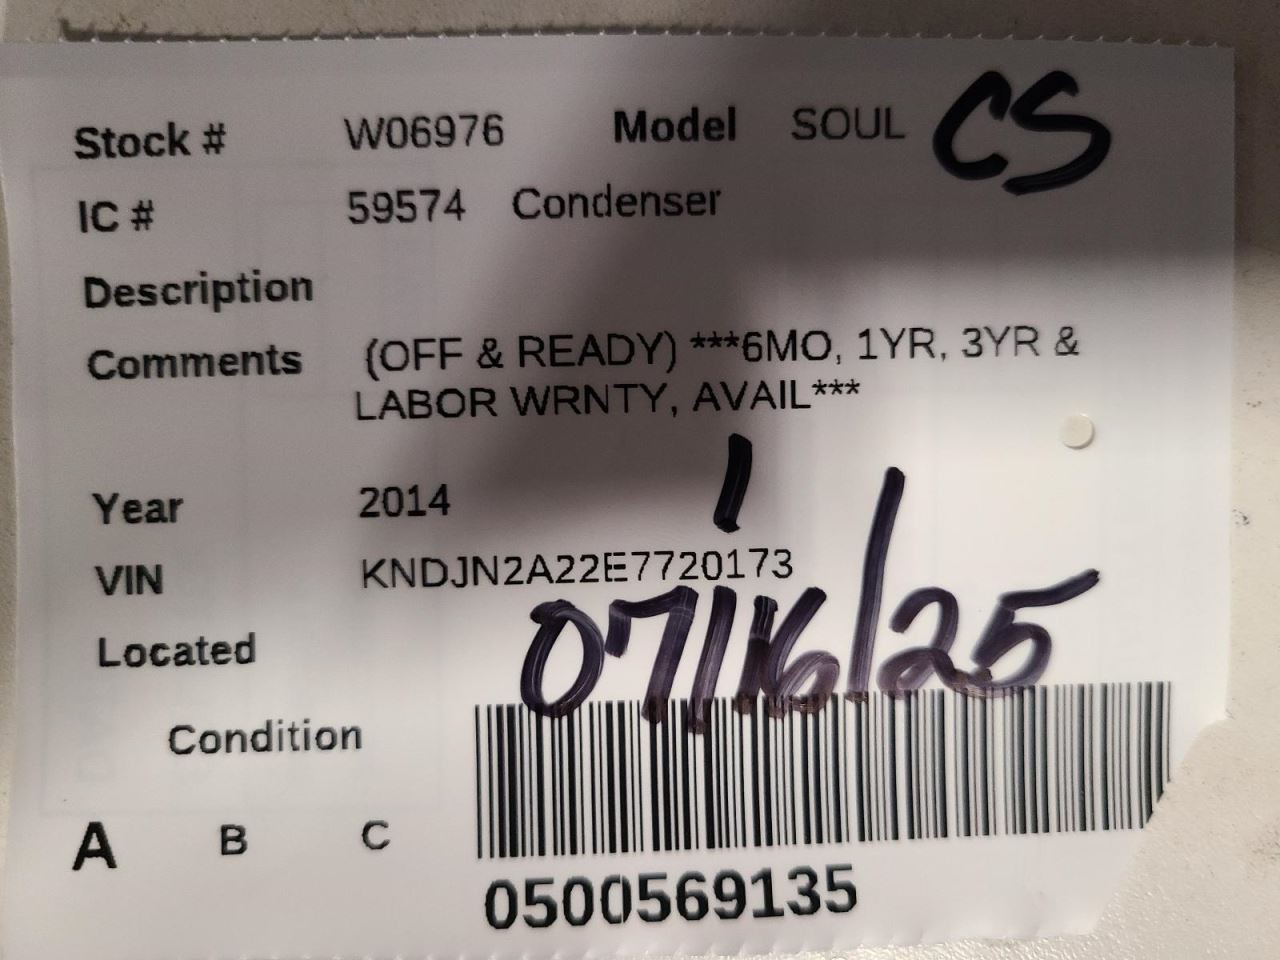 Stock # W06976 Model SOUL CS
IC # 59574 Condenser
Description
Comments (OFF & READY) ***6MO, 1YR, 3YR &
LABOR WRNTY, AVAIL***
Year 2014
VIN KNDJN2A22E7720173
Located
07/16/25
Condition
A B C
0500569135